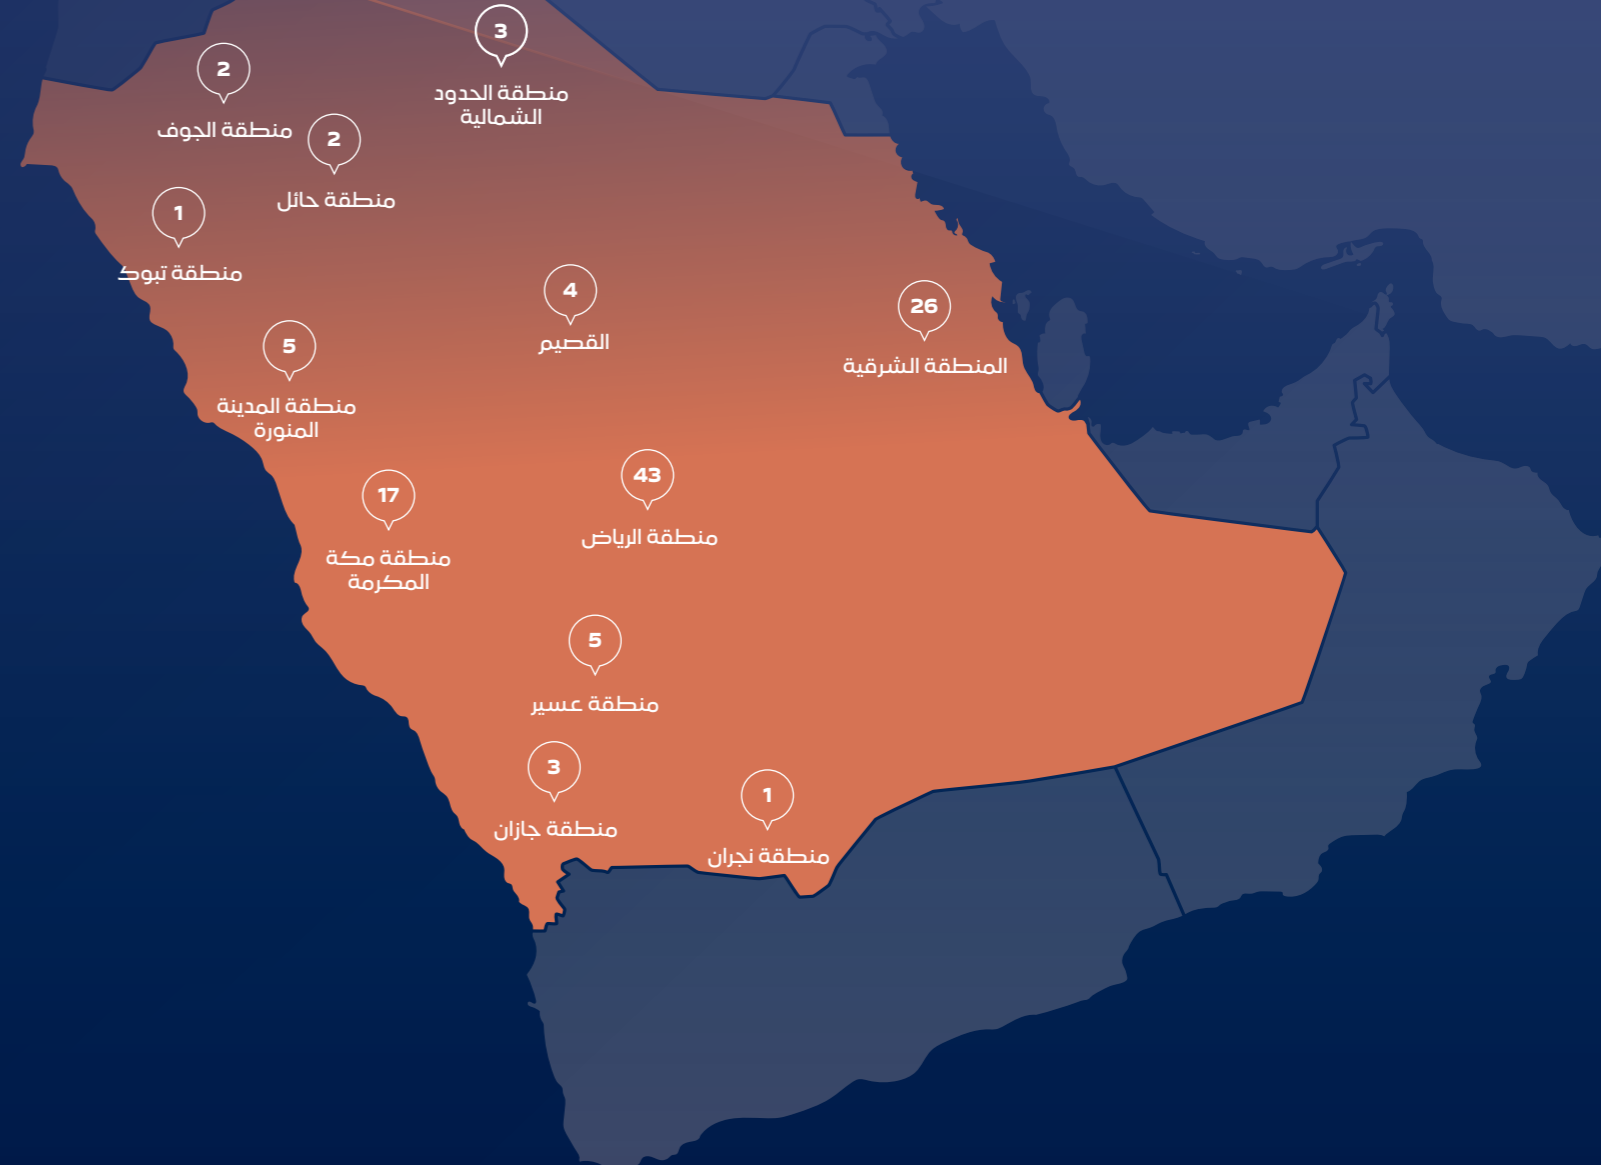 3
منطقة الحدود
الشمالية
2
منطقة الجوف
2
منطقة حائل
1
منطقة تبوك
4
القصيم
26
المنطقة الشرقية
5
منطقة المدينة
المنورة
43
منطقة الرياض
17
منطقة مكة
المكرمة
5
منطقة عسير
3
منطقة جازان
1
منطقة نجران